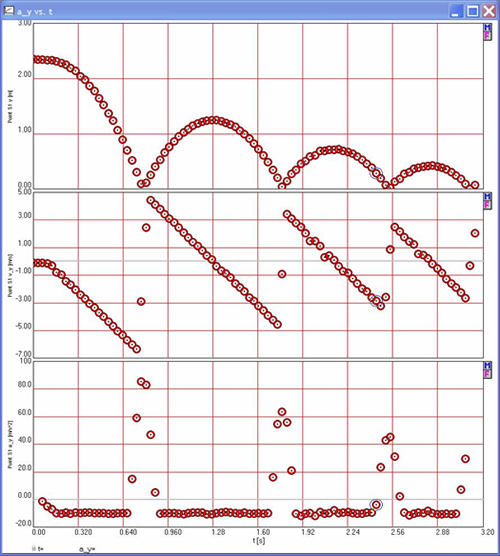 a_y vs. t
3.00
2.00
1.00
0.00
Point S1 y [m]
M
F
5.00
3.00
1.00
-1.00
-3.00
-5.00
-7.00
Point S1 v_y [m/s]
M
F
100
80.0
60.0
40.0
20.0
0.00
-20.0
M
F
0.00
0.320
0.640
0.960
1.28
1.60
1.92
2.24
2.56
2.88
3.20
t[s]
t=
a_y=